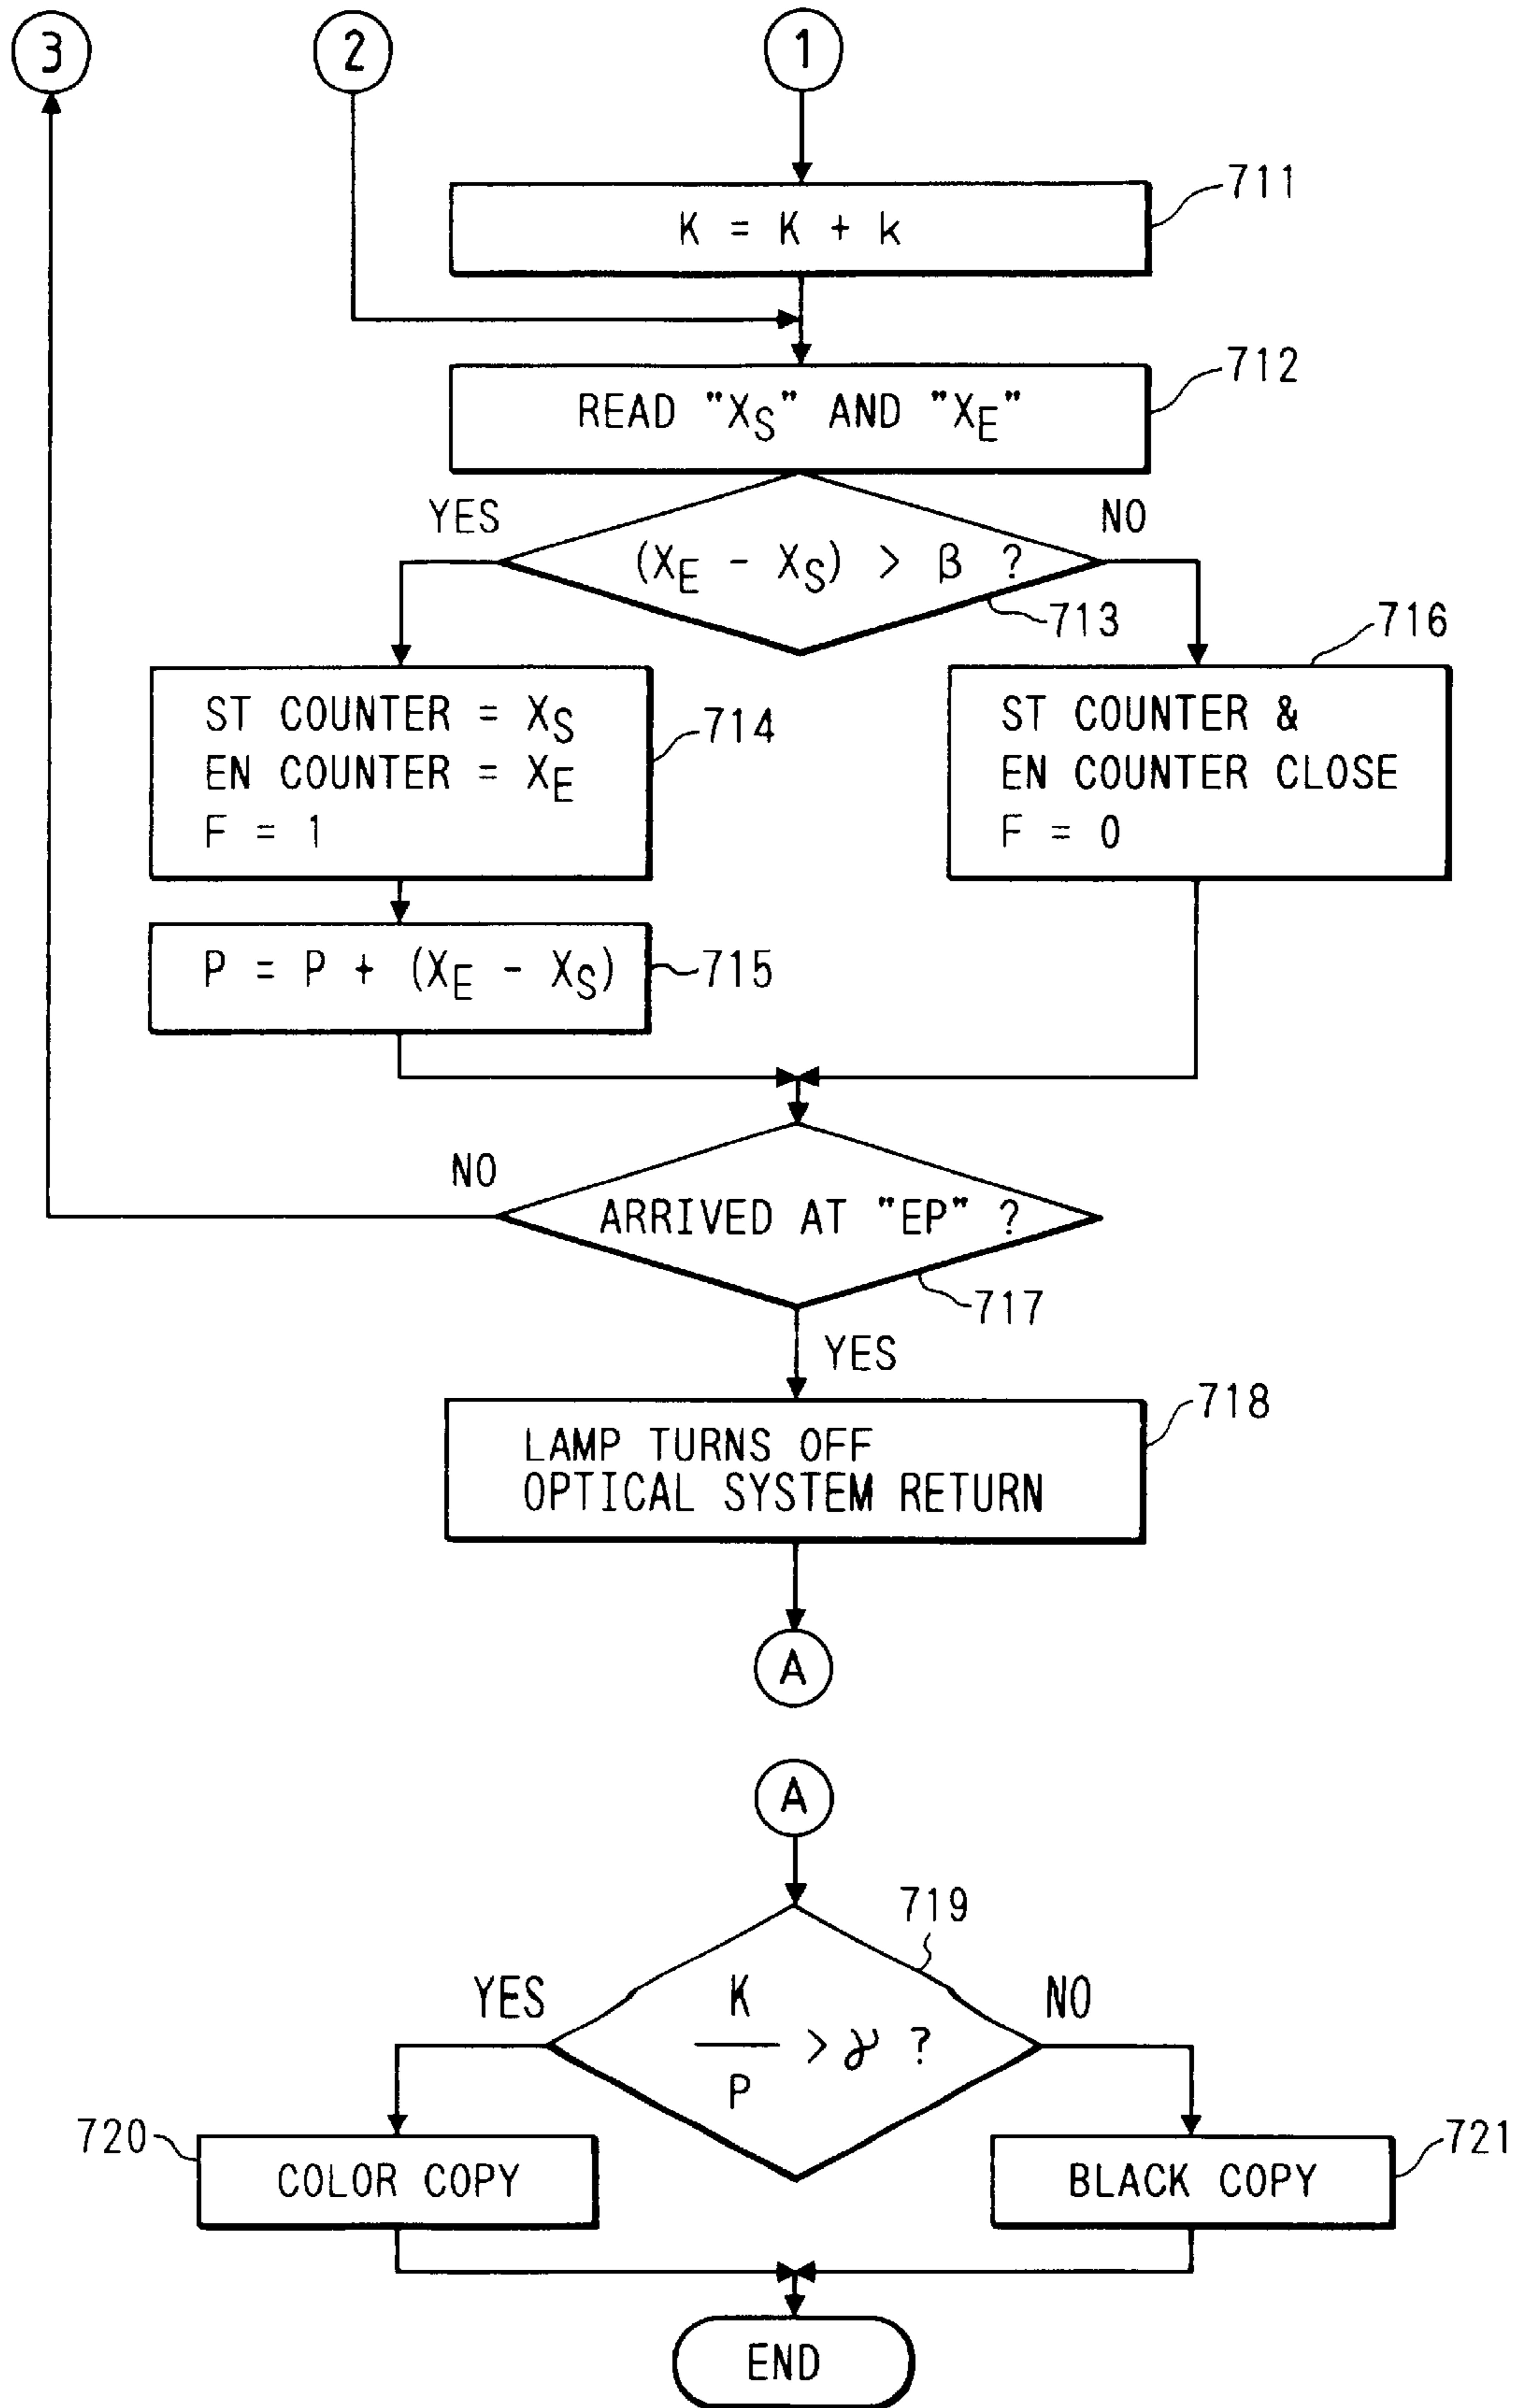 3
2
1
711
K = K + k
712
READ "XS" AND "XE"
YES
NO
(XE - XS) > β ?
713
716
ST COUNTER = XS
EN COUNTER = XE
F = 1
714
ST COUNTER &
EN COUNTER CLOSE
F = 0
P = P + (XE - XS)
715
NO
ARRIVED AT "EP" ?
717
YES
718
LAMP TURNS OFF
OPTICAL SYSTEM RETURN
A
A
719
YES
NO
K
> γ ?
P
720
COLOR COPY
721
BLACK COPY
END